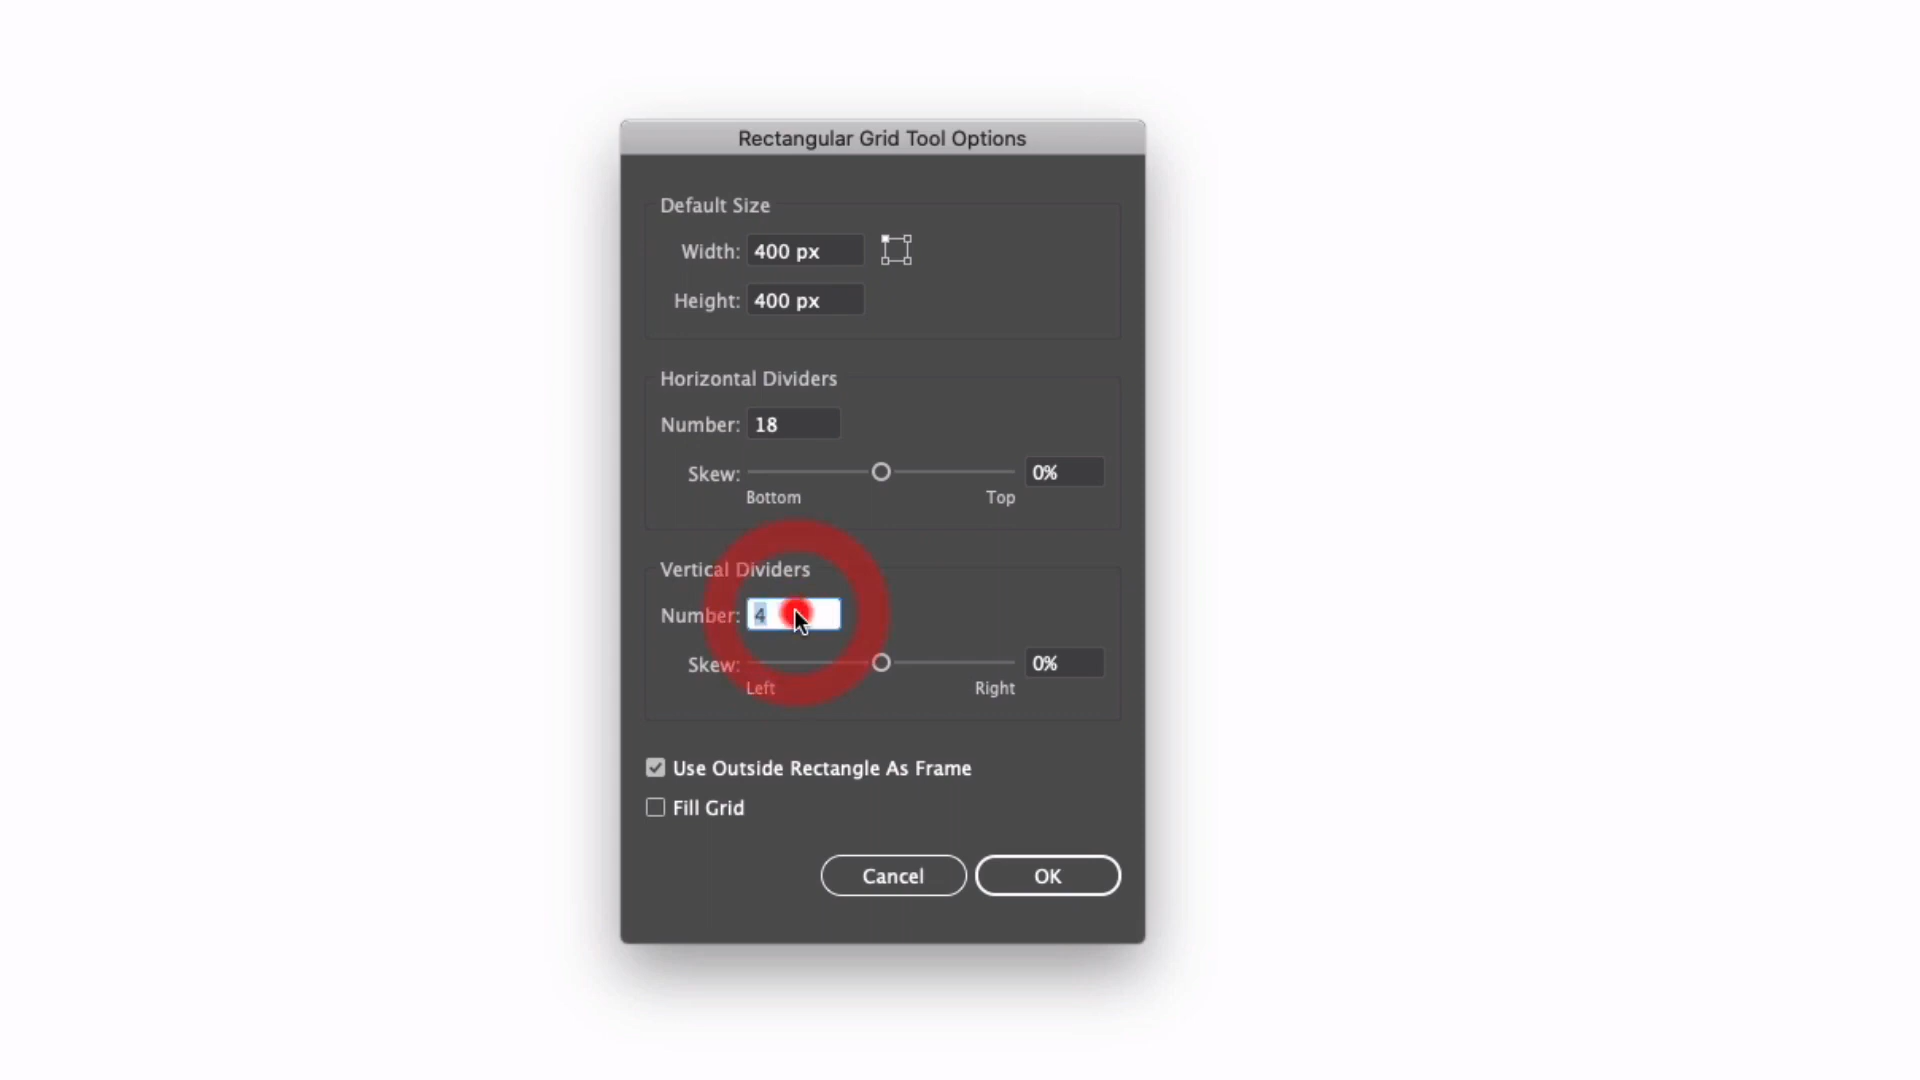 Rectangular Grid Tool Options
Default Size
Width: 400 px
Height: 400 px
Horizontal Dividers
Number: 18
Skew: 0%
Bottom Top
Vertical Dividers
Number: 4
Skew: 0%
Left Right
Use Outside Rectangle As Frame
Fill Grid
Cancel OK